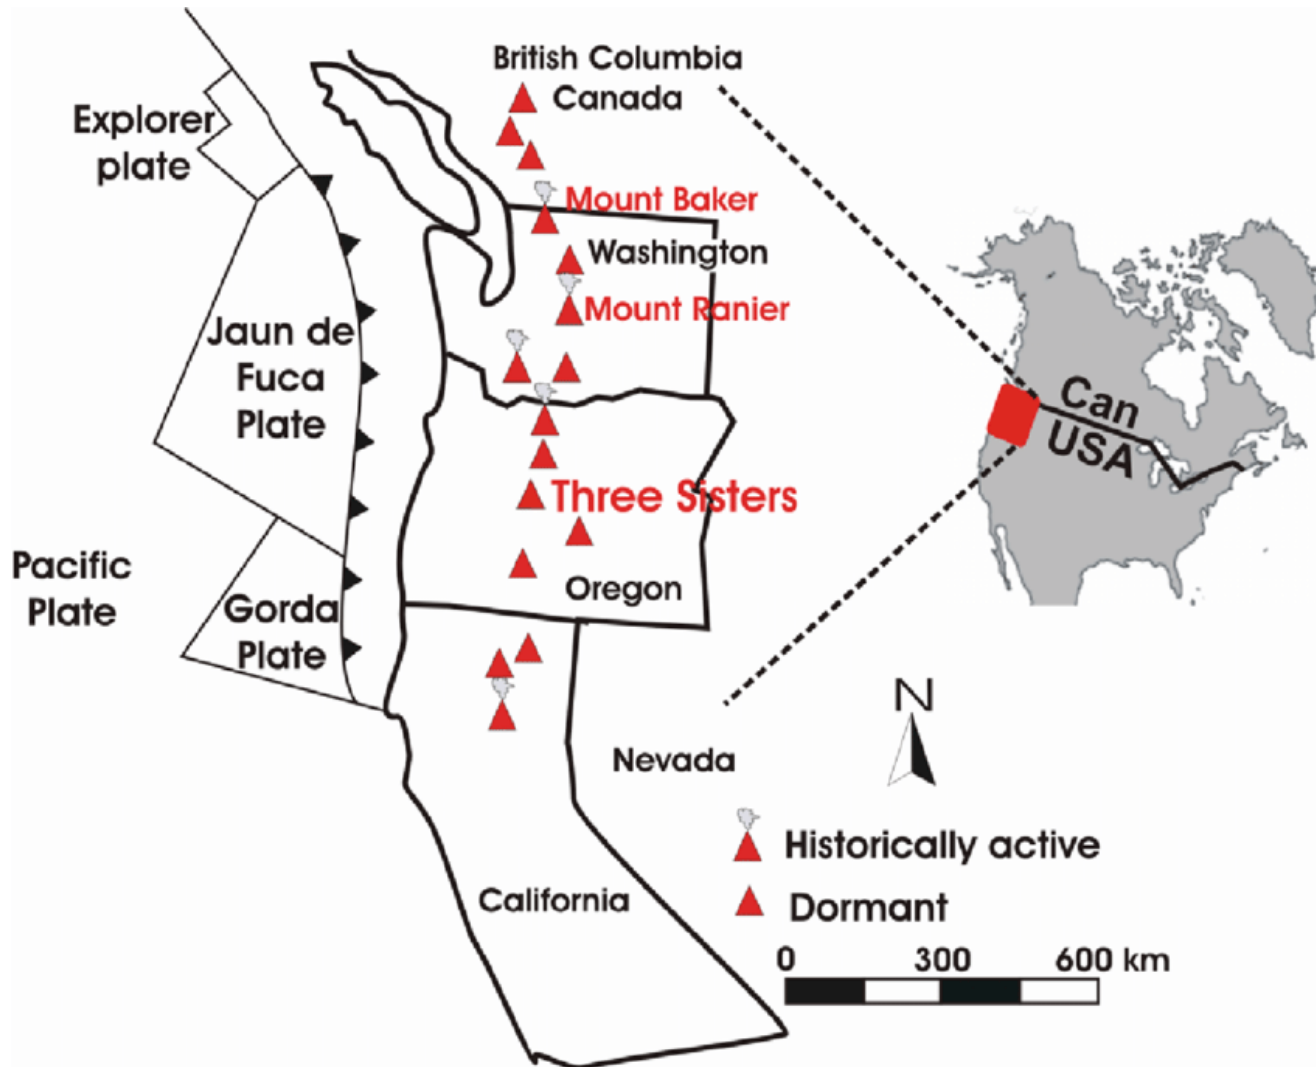 British Columbia
Canada
Explorer
plate
Mount Baker
Washington
Mount Ranier
Jaun de
Fuca
Plate
Can
USA
Three Sisters
Pacific
Plate
Oregon
Gorda
Plate
N
Nevada
Historically active
California
Dormant
0 300 600 km